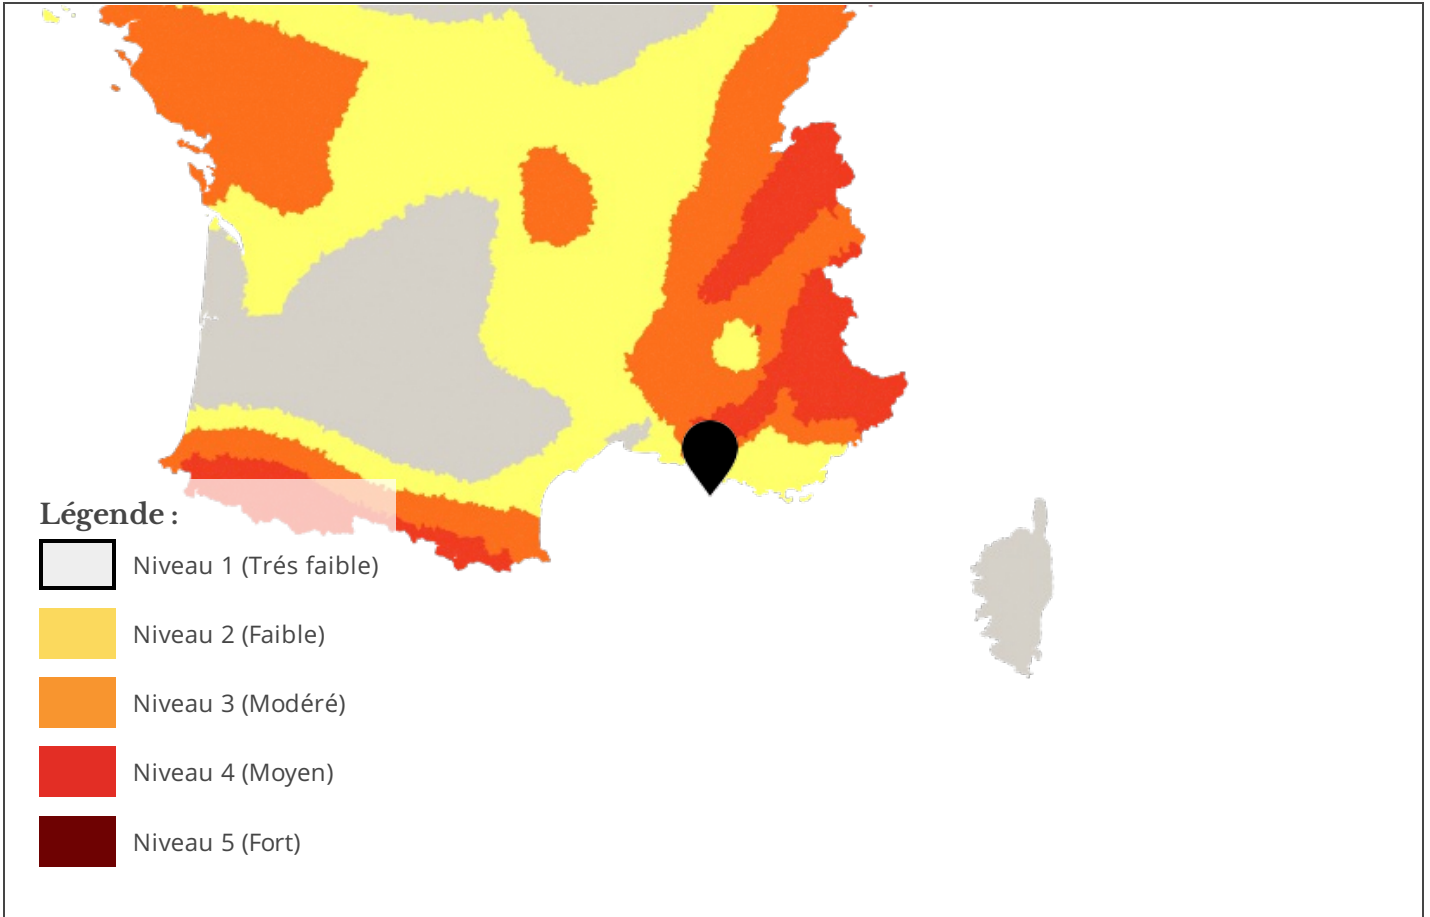 Légende :
Niveau 1 (Trés faible)
Niveau 2 (Faible)
Niveau 3 (Modéré)
Niveau 4 (Moyen)
Niveau 5 (Fort)